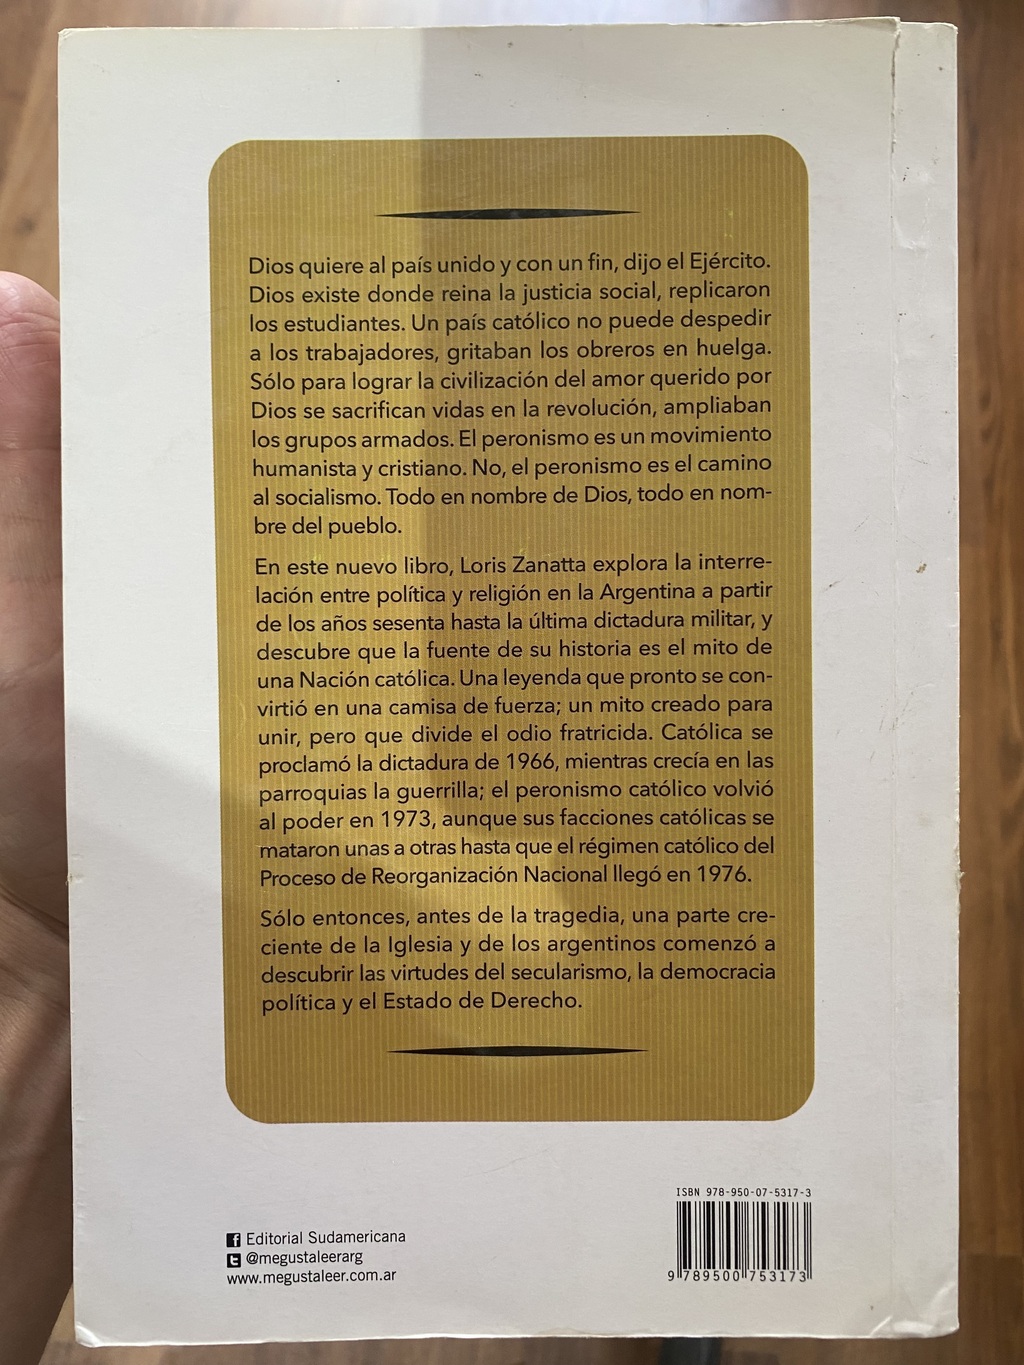 Dios quiere al país unido y con un fin, dijo el Ejército.
Dios existe donde reina la justicia social, replicaron
los estudiantes. Un país católico no puede despedir
a los trabajadores, gritaban los obreros en huelga.
Sólo para lograr la civilización del amor querido por
Dios se sacrifican vidas en la revolución, ampliaban
los grupos armados. El peronismo es un movimiento
humanista y cristiano. No, el peronismo es el camino
al socialismo. Todo en nombre de Dios, todo en nom-
bre del pueblo.
En este nuevo libro, Loris Zanatta explora la interre-
lación entre política y religión en la Argentina a partir
de los años sesenta hasta la última dictadura militar, y
descubre que la fuente de su historia es el mito de
una Nación católica. Una leyenda que pronto se con-
virtió en una camisa de fuerza; un mito creado para
unir, pero que divide el odio fratricida. Católica se
proclamó la dictadura de 1966, mientras crecía en las
parroquias la guerrilla; el peronismo católico volvió
al poder en 1973, aunque sus facciones católicas se
mataron unas a otras hasta que el régimen católico del
Proceso de Reorganización Nacional llegó en 1976.
Sólo entonces, antes de la tragedia, una parte cre-
ciente de la Iglesia y de los argentinos comenzó a
descubrir las virtudes del secularismo, la democracia
política y el Estado de Derecho.
ISBN 978-950-07-5317-3
9 789500 753173
Editorial Sudamericana
@megustaleerarg
www.megustaleer.com.ar